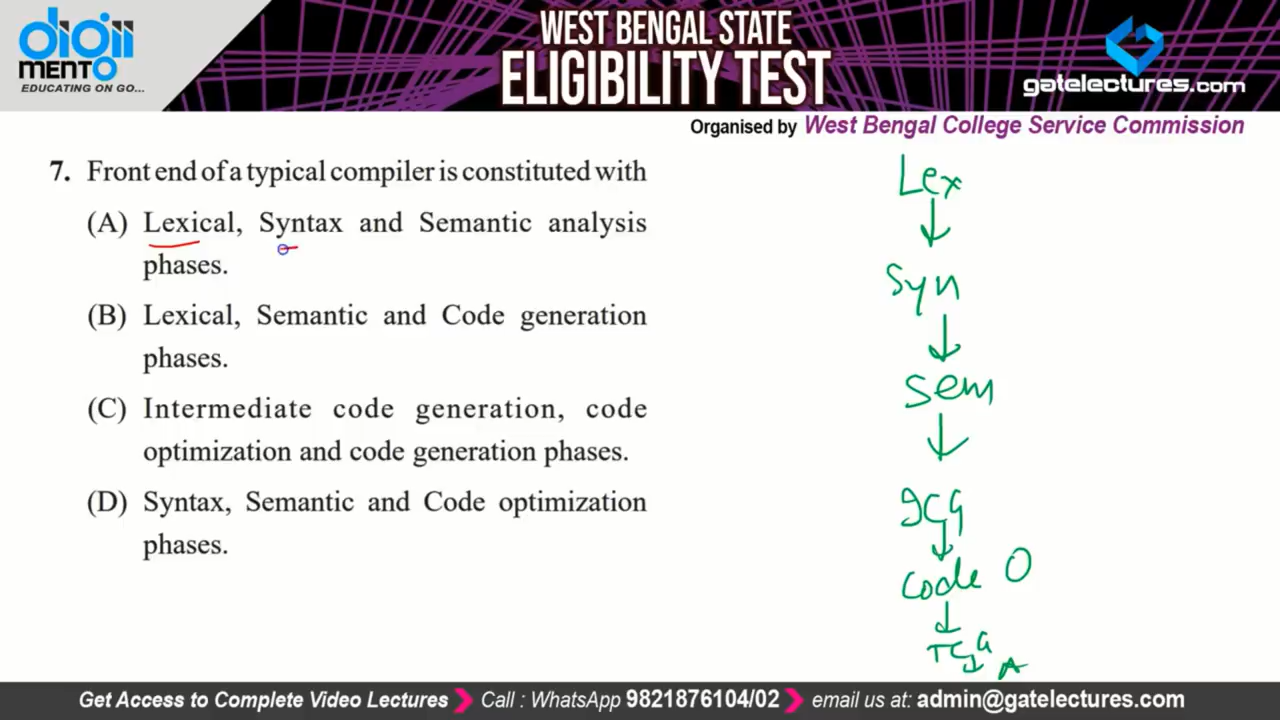 digii
MENTO
EDUCATING ON GO...
WEST BENGAL STATE
ELIGIBILITY TEST
gatelectures.com
Organised by West Bengal College Service Commission
7. Front end of a typical compiler is constituted with
(A) Lexical, Syntax and Semantic analysis
phases.
(B) Lexical, Semantic and Code generation
phases.
(C) Intermediate code generation, code
optimization and code generation phases.
(D) Syntax, Semantic and Code optimization
phases.
Lex
Syn
Sem
ICG
Code O
TCG
A
Get Access to Complete Video Lectures
Call : WhatsApp 9821876104/02
email us at: admin@gatelectures.com